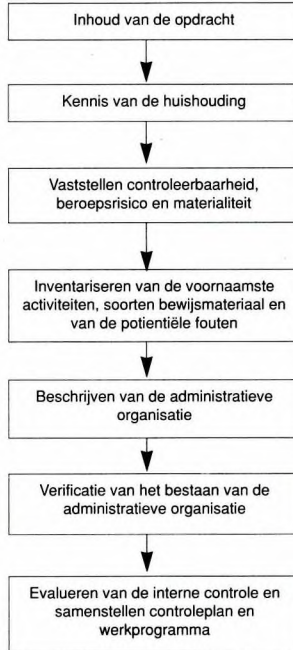 Inhoud van de opdracht
Kennis van de huishouding
Vaststellen controleerbaarheid,
beroepsrisico en materialiteit
Inventariseren van de voornaamste
activiteiten, soorten bewijsmateriaal en
van de potientiële fouten
Beschrijven van de administratieve
organisatie
Verificatie van het bestaan van de
administratieve organisatie
Evalueren van de interne controle en
samenstellen controleplan en
werkprogramma